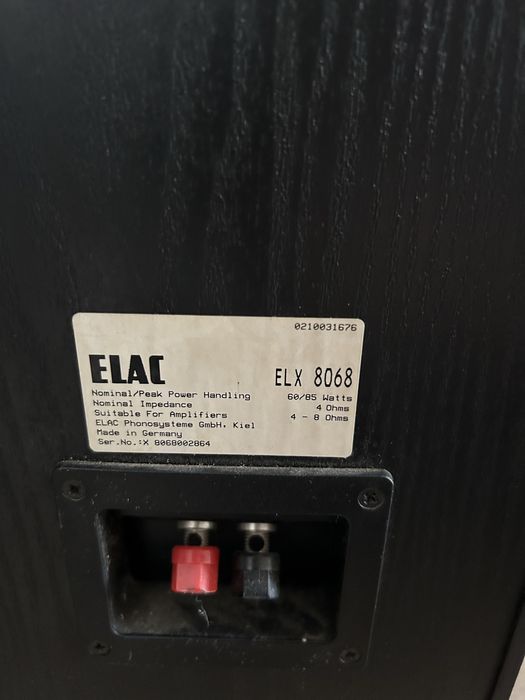 0210031676
ELAC ELX 8068
Nominal/Peak Power Handling 60/85 Watts
Nominal Impedance 4 Ohms
Suitable For Amplifiers 4 - 8 Ohms
ELAC Phonosysteme GmbH, Kiel
Made in Germany
Ser.No.:X 8068002864